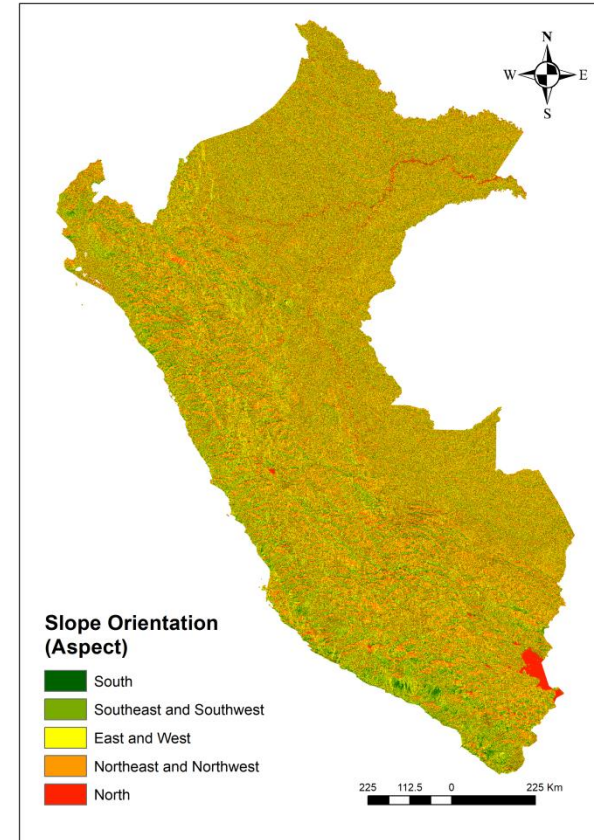 N
W E
S
Slope Orientation
(Aspect)
South
Southeast and Southwest
East and West
Northeast and Northwest
North
225 112.5 0 225 Km